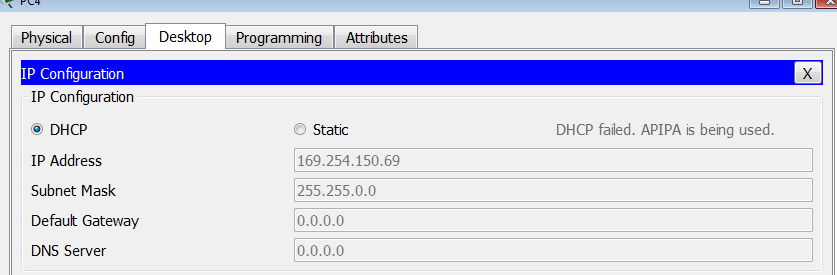 PC4
Physical Config Desktop Programming Attributes
IP Configuration X
IP Configuration
DHCP Static DHCP failed. APIPA is being used.
IP Address 169.254.150.69
Subnet Mask 255.255.0.0
Default Gateway 0.0.0.0
DNS Server 0.0.0.0